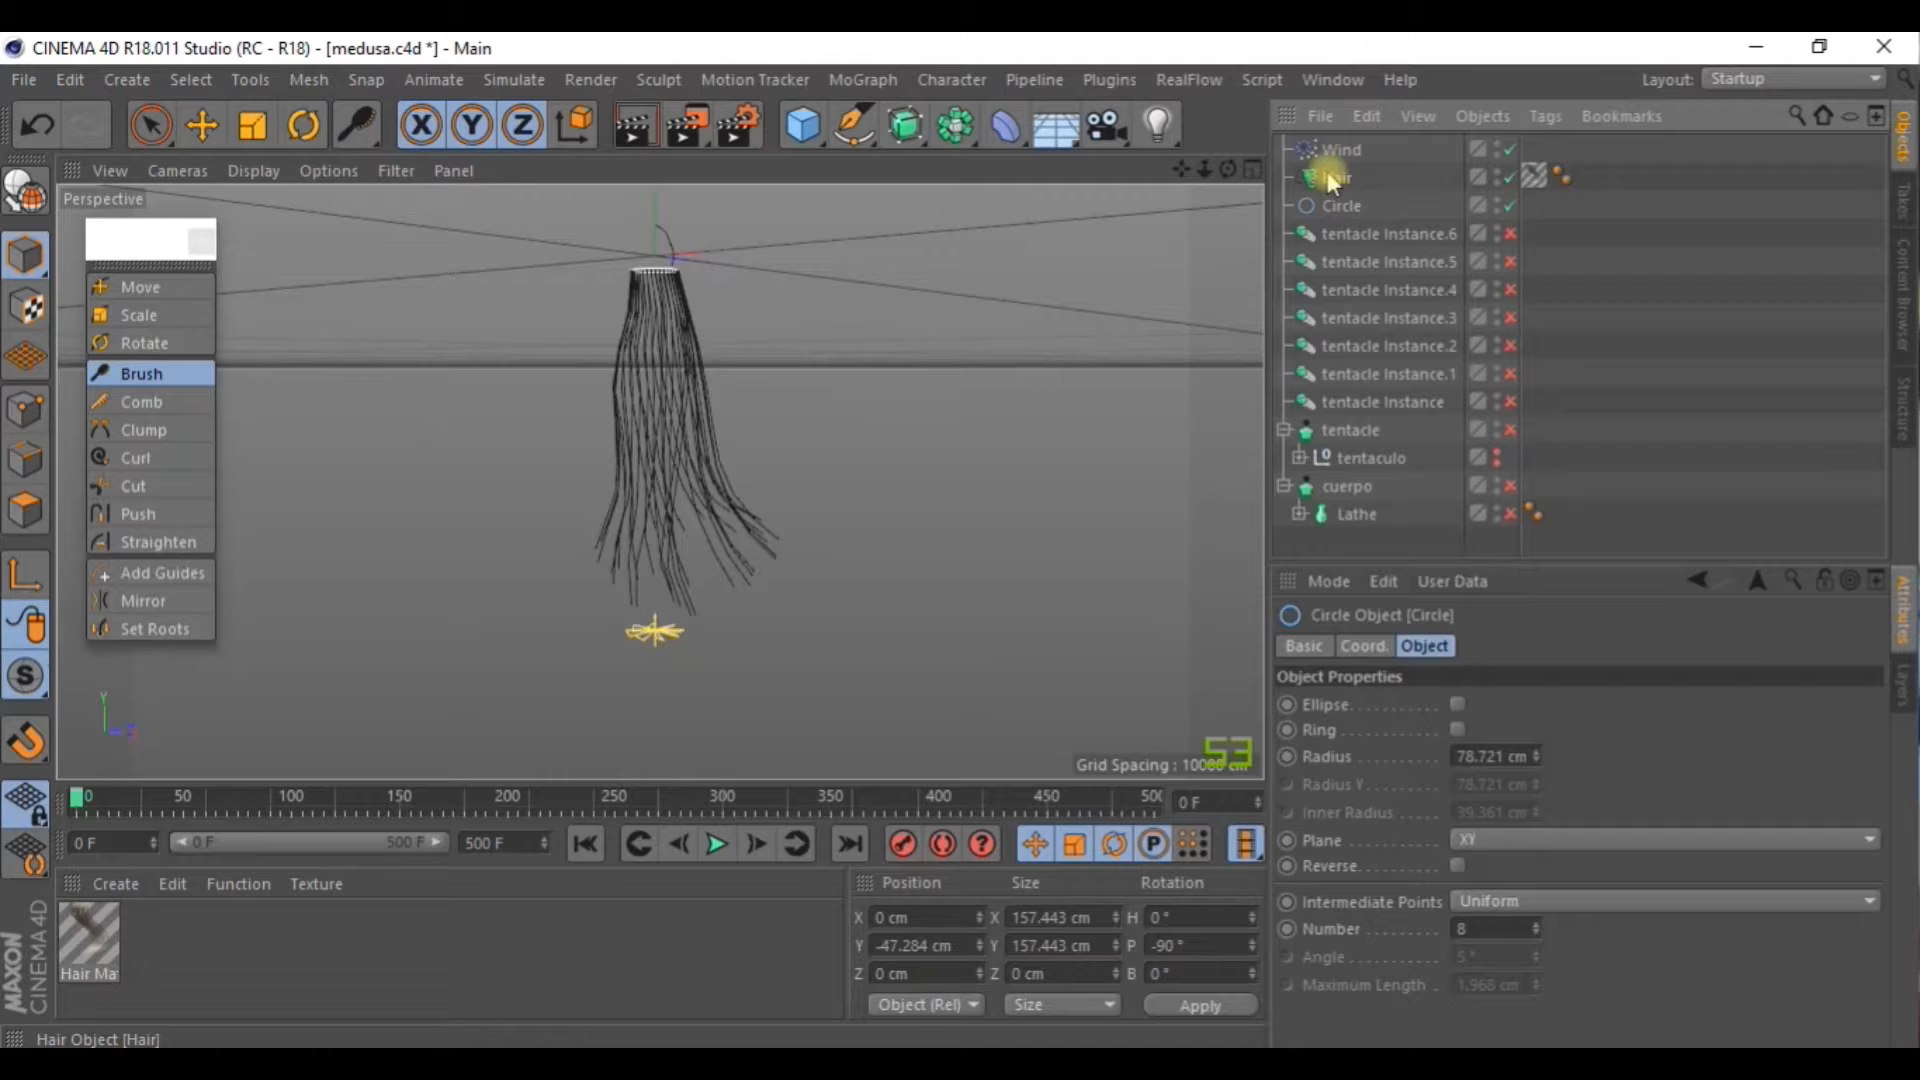 CINEMA 4D R18.011 Studio (RC - R18) - [medusa.c4d *] - Main
File Edit Create Select Tools Mesh Snap Animate Simulate Render Sculpt Motion Tracker MoGraph Character Pipeline Plugins RealFlow Script Window Help Layout: Startup
File Edit View Objects Tags Bookmarks
View Cameras Display Options Filter Panel
Perspective
Move
Scale
Rotate
Brush
Comb
Clump
Curl
Cut
Push
Straighten
Add Guides
Mirror
Set Roots
Y
Grid Spacing :
53
Wind
Circle
tentacle Instance.6
tentacle Instance.5
tentacle Instance.4
tentacle Instance.3
tentacle Instance.2
tentacle Instance.1
tentacle Instance
tentacle
tentaculo
cuerpo
Lathe
Objects
Takes
Content Browser
Structure
Mode Edit User Data
Circle Object [Circle]
Basic Coord. Object
Object Properties
Ellipse
Ring
Radius 78.721 cm
Radius Y 78.721 cm
Inner Radius 39.361 cm
Plane XY
Reverse
Intermediate Points Uniform
Number 8
Angle 5 °
Maximum Length 1.968 cm
Attributes
Layers
0 50 100 150 200 250 300 350 400 450 0 F
0 F 0 F 500 F 500 F
Create Edit Function Texture
Hair Ma
Position Size Rotation
X 0 cm X 157.443 cm H 0 °
Y -47.284 cm Y 157.443 cm P -90 °
Z 0 cm Z 0 cm B 0 °
Object (Rel) Size Apply
MAXON
CINEMA 4D
Hair Object [Hair]